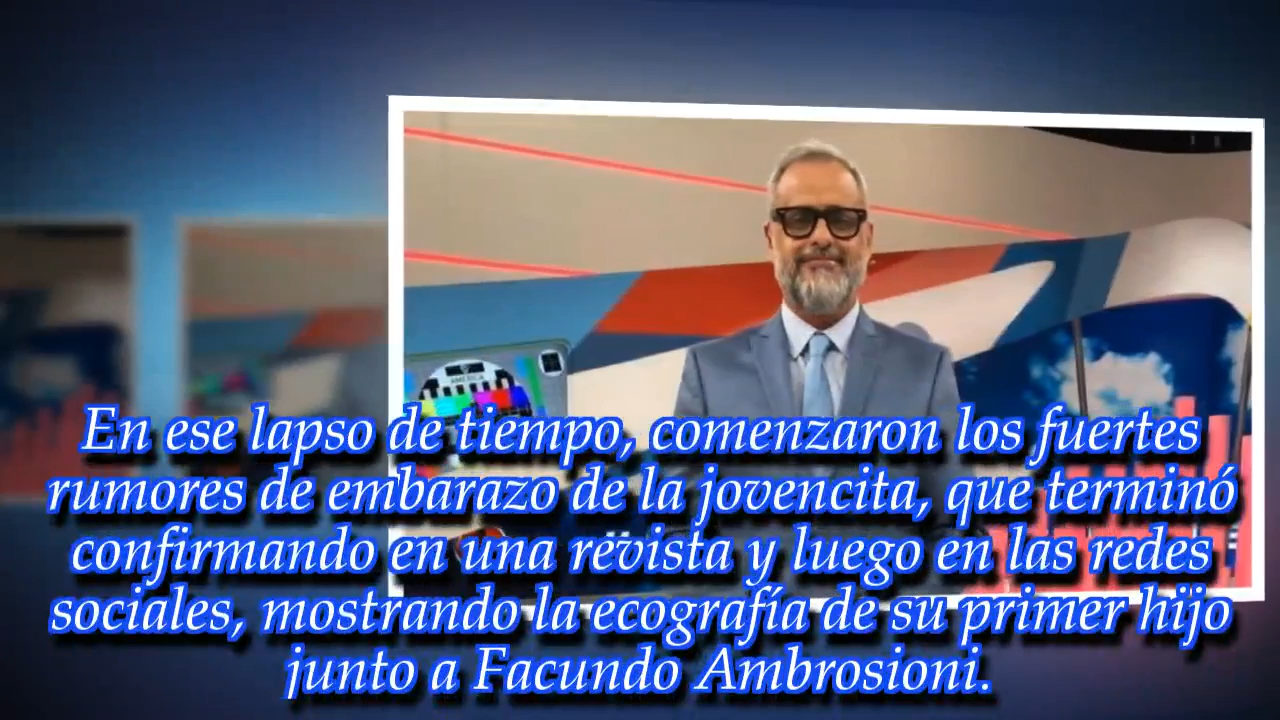 AMERICA
En ese lapso de tiempo, comenzaron los fuertes
rumores de embarazo de la jovencita, que terminó
confirmando en una revista y luego en las redes
sociales, mostrando la ecografía de su primer hijo
junto a Facundo Ambrosioni.